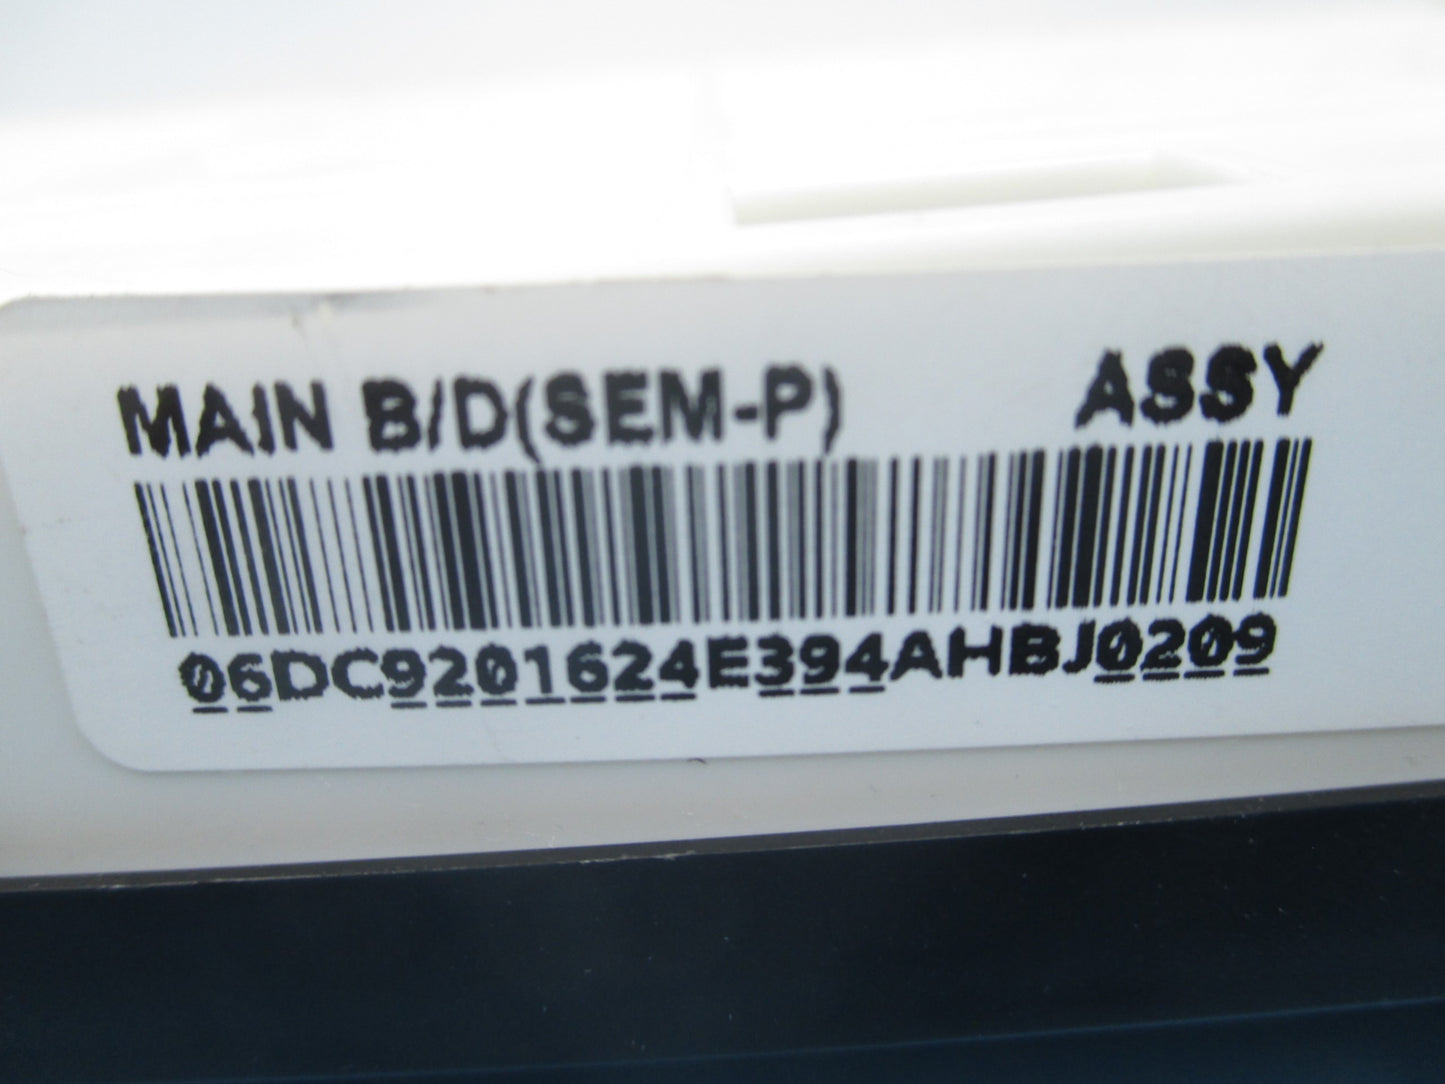 MAIN B/D(SEM-P) ASSY
06DC9201624E394AHBJ0209